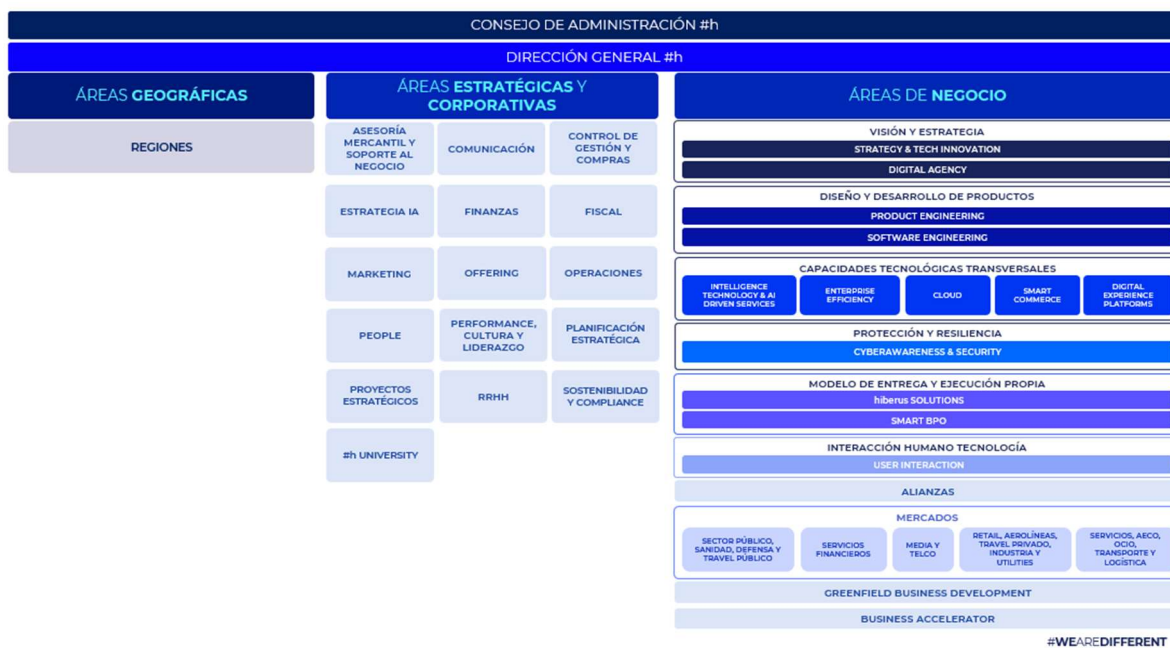 CONSEJO DE ADMINISTRACIÓN #h
DIRECCIÓN GENERAL #h
ÁREAS GEOGRÁFICAS
REGIONES
ÁREAS ESTRATÉGICAS Y
CORPORATIVAS
ASESORÍA
MERCANTIL Y
SOPORTE AL
NEGOCIO
COMUNICACIÓN
CONTROL DE
GESTIÓN Y
COMPRAS
ESTRATEGIA IA
FINANZAS
FISCAL
MARKETING
OFFERING
OPERACIONES
PEOPLE
PERFORMANCE,
CULTURA Y
LIDERAZGO
PLANIFICACIÓN
ESTRATÉGICA
PROYECTOS
ESTRATÉGICOS
RRHH
SOSTENIBILIDAD
Y COMPLIANCE
#h UNIVERSITY
ÁREAS DE NEGOCIO
VISIÓN Y ESTRATEGIA
STRATEGY & TECH INNOVATION
DIGITAL AGENCY
DISEÑO Y DESARROLLO DE PRODUCTOS
PRODUCT ENGINEERING
SOFTWARE ENGINEERING
CAPACIDADES TECNOLÓGICAS TRANSVERSALES
INTELLIGENCE
TECHNOLOGY & AI
DRIVEN SERVICES
ENTERPRISE
EFFICIENCY
CLOUD
SMART
COMMERCE
DIGITAL
EXPERIENCE
PLATFORMS
PROTECCIÓN Y RESILIENCIA
CYBERAWARENESS & SECURITY
MODELO DE ENTREGA Y EJECUCIÓN PROPIA
hiberus SOLUTIONS
SMART BPO
INTERACCIÓN HUMANO TECNOLOGÍA
USER INTERACTION
ALIANZAS
MERCADOS
SECTOR PÚBLICO,
SANIDAD, DEFENSA Y
TRAVEL PÚBLICO
SERVICIOS
FINANCIEROS
MEDIA Y
TELCO
RETAIL, AEROLÍNEAS,
TRAVEL PRIVADO,
INDUSTRIA Y
UTILITIES
SERVICIOS, AECO,
OCIO,
TRANSPORTE Y
LOGÍSTICA
GREENFIELD BUSINESS DEVELOPMENT
BUSINESS ACCELERATOR
#WEAREDIFFERENT